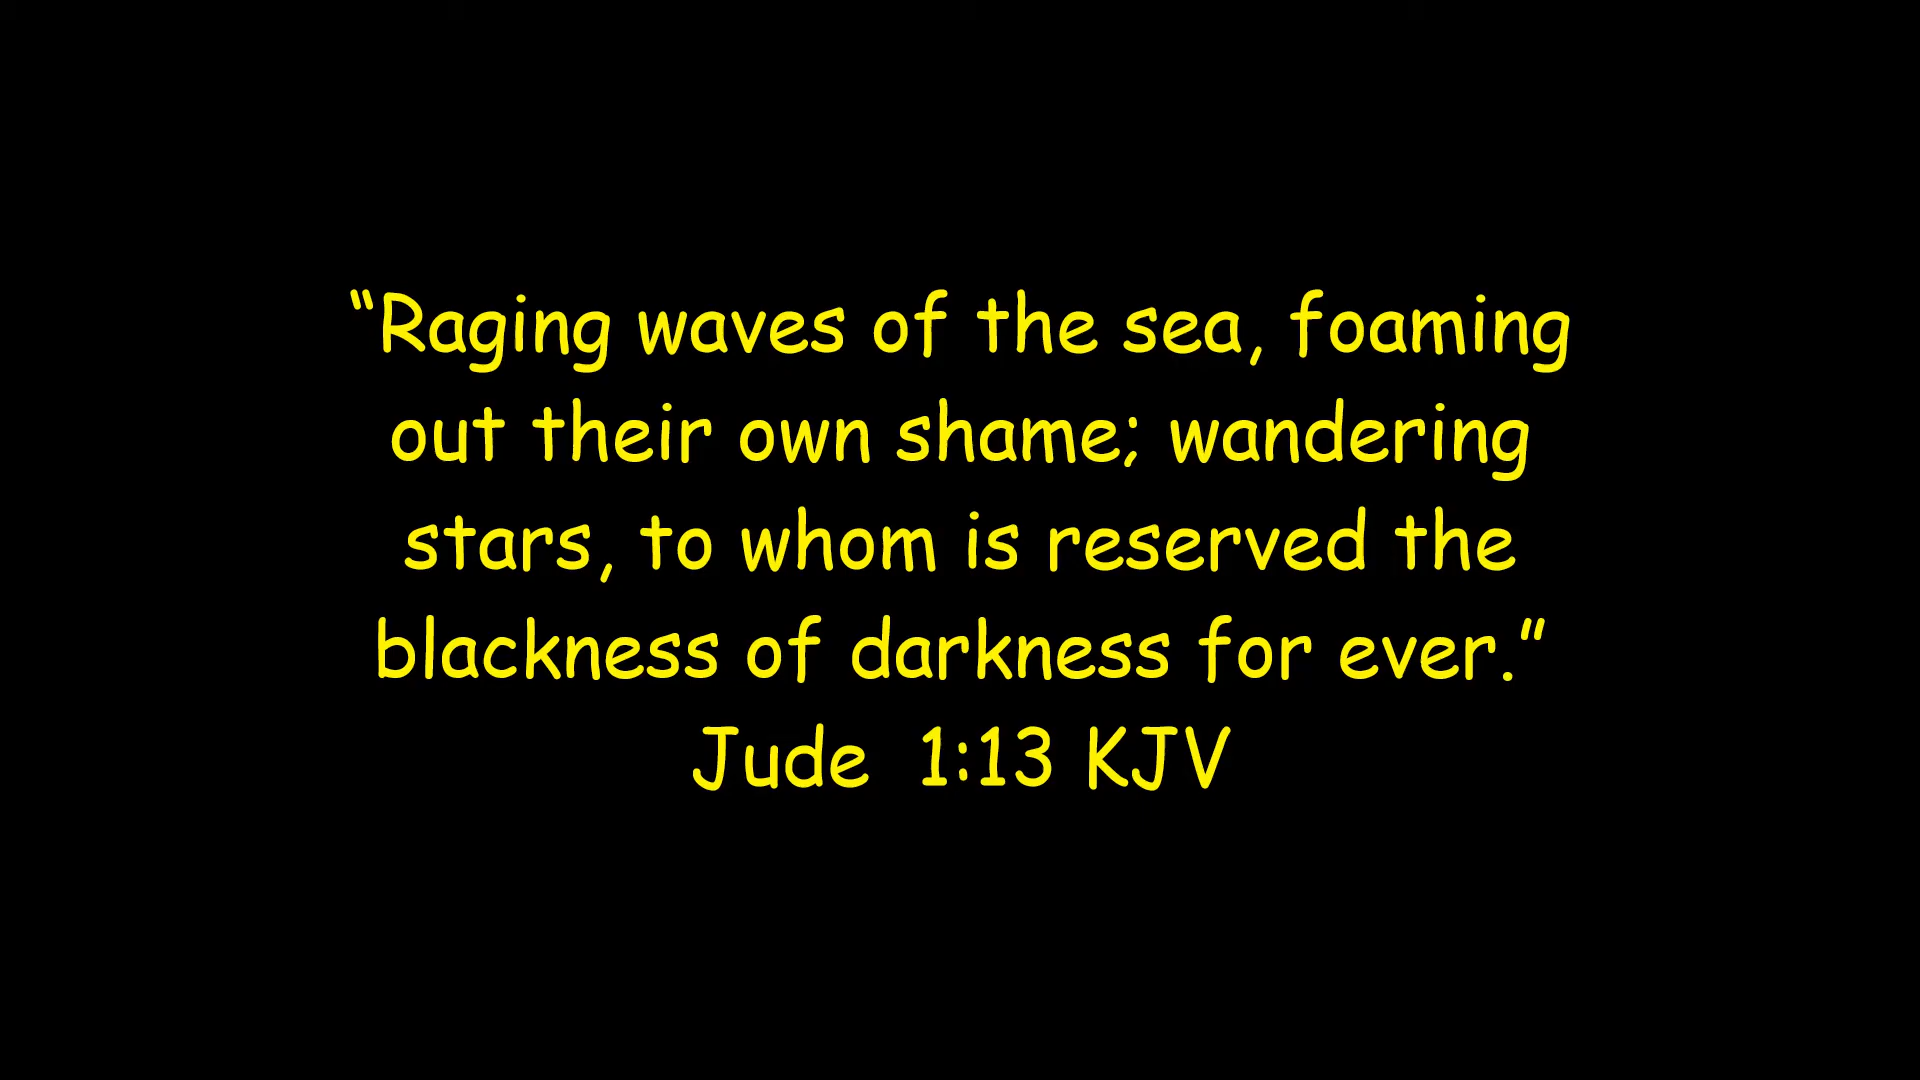 “Raging waves of the sea, foaming
out their own shame; wandering
stars, to whom is reserved the
blackness of darkness for ever.”
Jude  1:13 KJV